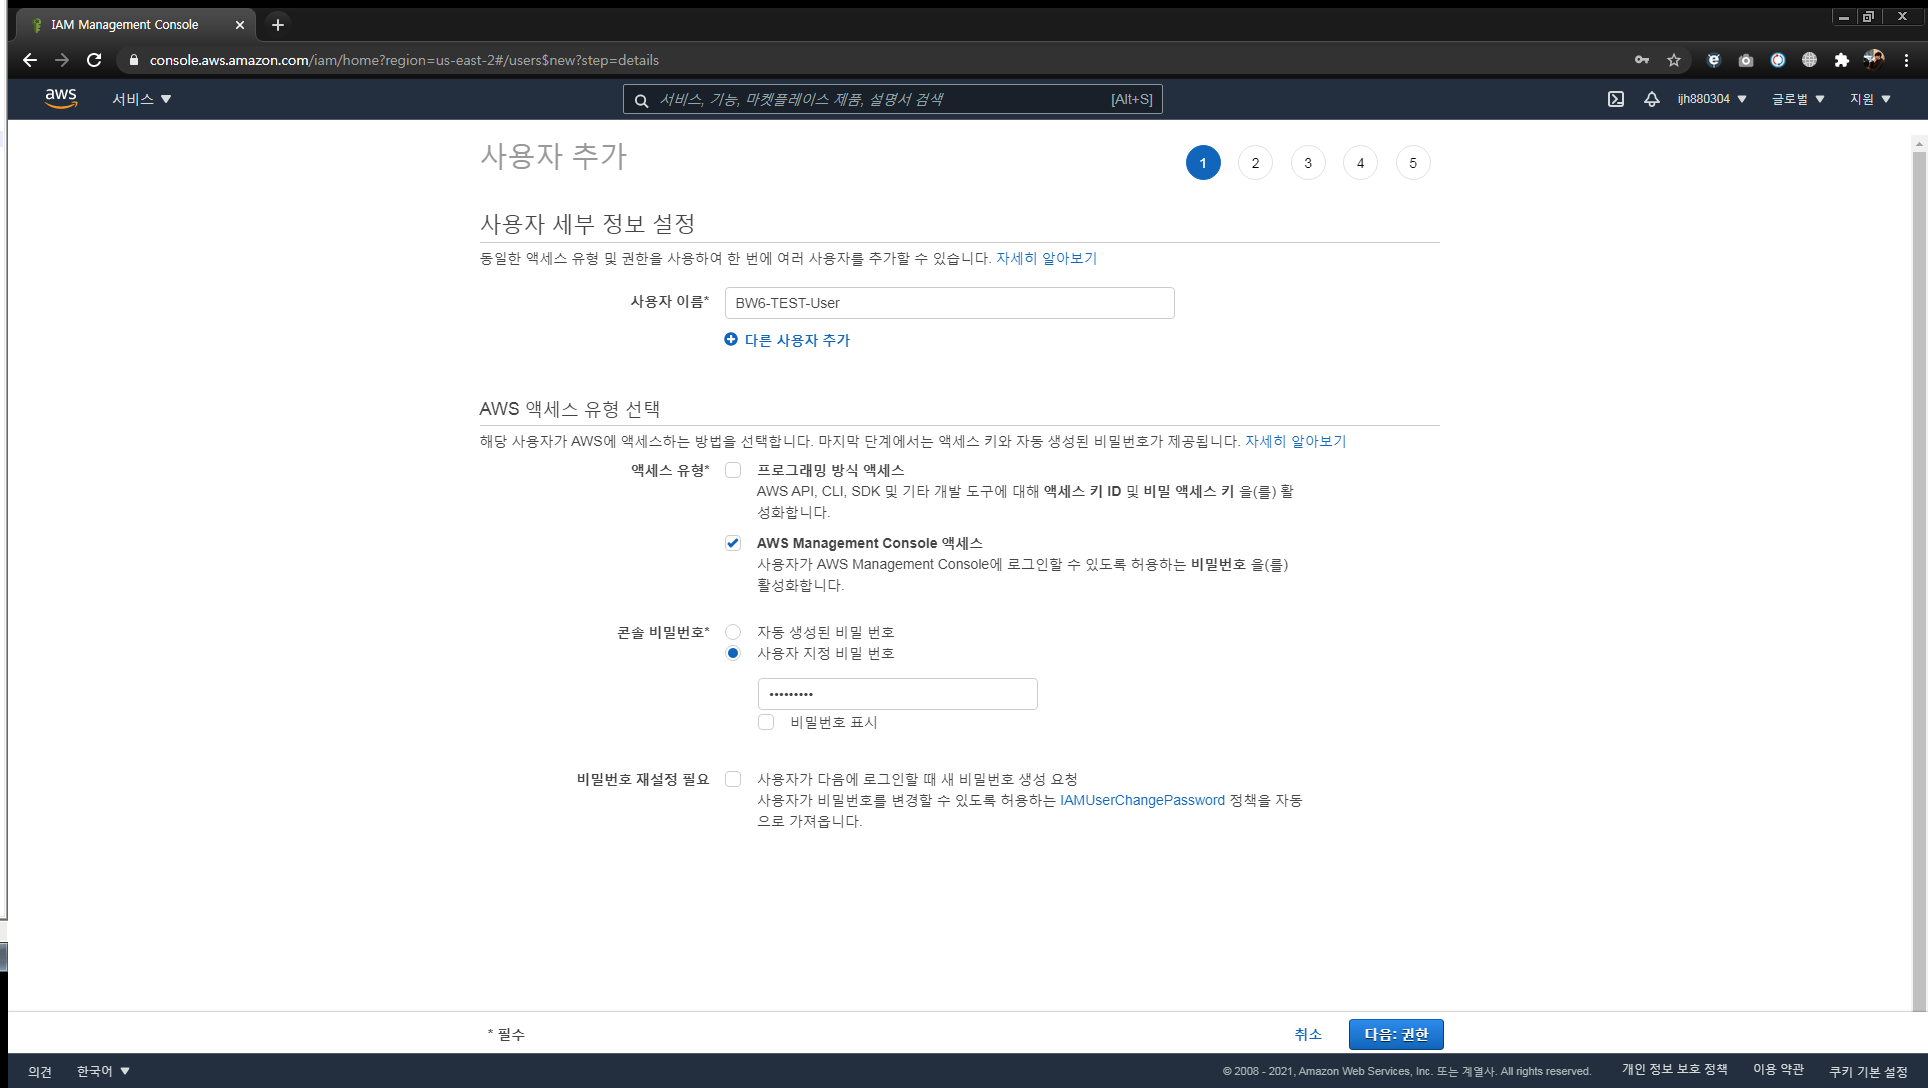 IAM Management Console
console.aws.amazon.com/iam/home?region=us-east-2#/users$new?step=details
aws
서비스
서비스, 기능, 마켓플레이스 제품, 설명서 검색
[Alt+S]
ijh880304
글로벌
지원
사용자 추가
1
2
3
4
5
사용자 세부 정보 설정
동일한 액세스 유형 및 권한을 사용하여 한 번에 여러 사용자를 추가할 수 있습니다. 자세히 알아보기
사용자 이름*
BW6-TEST-User
다른 사용자 추가
AWS 액세스 유형 선택
해당 사용자가 AWS에 액세스하는 방법을 선택합니다. 마지막 단계에서는 액세스 키와 자동 생성된 비밀번호가 제공됩니다. 자세히 알아보기
액세스 유형*
프로그래밍 방식 액세스
AWS API, CLI, SDK 및 기타 개발 도구에 대해 액세스 키 ID 및 비밀 액세스 키 을(를) 활
성화합니다.
AWS Management Console 액세스
사용자가 AWS Management Console에 로그인할 수 있도록 허용하는 비밀번호 을(를)
활성화합니다.
콘솔 비밀번호*
자동 생성된 비밀 번호
사용자 지정 비밀 번호
•••••••••
비밀번호 표시
비밀번호 재설정 필요
사용자가 다음에 로그인할 때 새 비밀번호 생성 요청
사용자가 비밀번호를 변경할 수 있도록 허용하는 IAMUserChangePassword 정책을 자동
으로 가져옵니다.
* 필수
취소
다음: 권한
의견
한국어
© 2008 - 2021, Amazon Web Services, Inc. 또는 계열사. All rights reserved.
개인 정보 보호 정책
이용 약관
쿠키 기본 설정